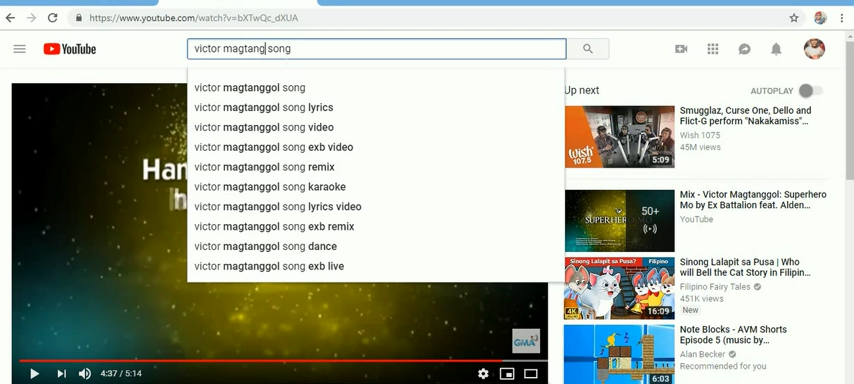 https://www.youtube.com/watch?v=bXTwQc_dXUA
YouTube
victor magtang song
victor magtanggol song
victor magtanggol song lyrics
victor magtanggol song video
victor magtanggol song exb video
victor magtanggol song remix
victor magtanggol song karaoke
victor magtanggol song lyrics video
victor magtanggol song exb remix
victor magtanggol song dance
victor magtanggol song exb live
Han
h
GMA
4:37 / 5:14
Up next
AUTOPLAY
wish
107.5
5:09
Smugglaz, Curse One, Dello and
Flict-G perform "Nakakamiss"...
Wish 1075
45M views
SUPERHERO MO
50+
Mix - Victor Magtanggol: Superhero
Mo by Ex Battalion feat. Alden...
YouTube
4K
16:09
Sinong Lalapit sa Pusa? | Who
will Bell the Cat Story in Filipin...
Filipino Fairy Tales
451K views
New
6:03
Note Blocks - AVM Shorts
Episode 5 (music by...
Alan Becker
Recommended for you